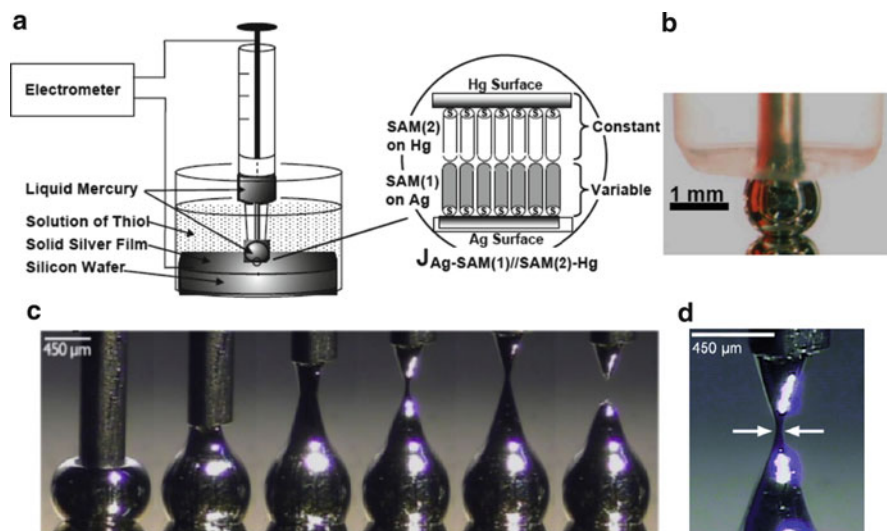 a
Electrometer
Liquid Mercury
Solution of Thiol
Solid Silver Film
Silicon Wafer
Hg Surface
S S S S S S S
SAM(2)
on Hg
Constant
SAM(1)
on Ag
Variable
S S S S S S S
Ag Surface
JAg-SAM(1)//SAM(2)-Hg
b
1 mm
c
450 µm
d
450 µm